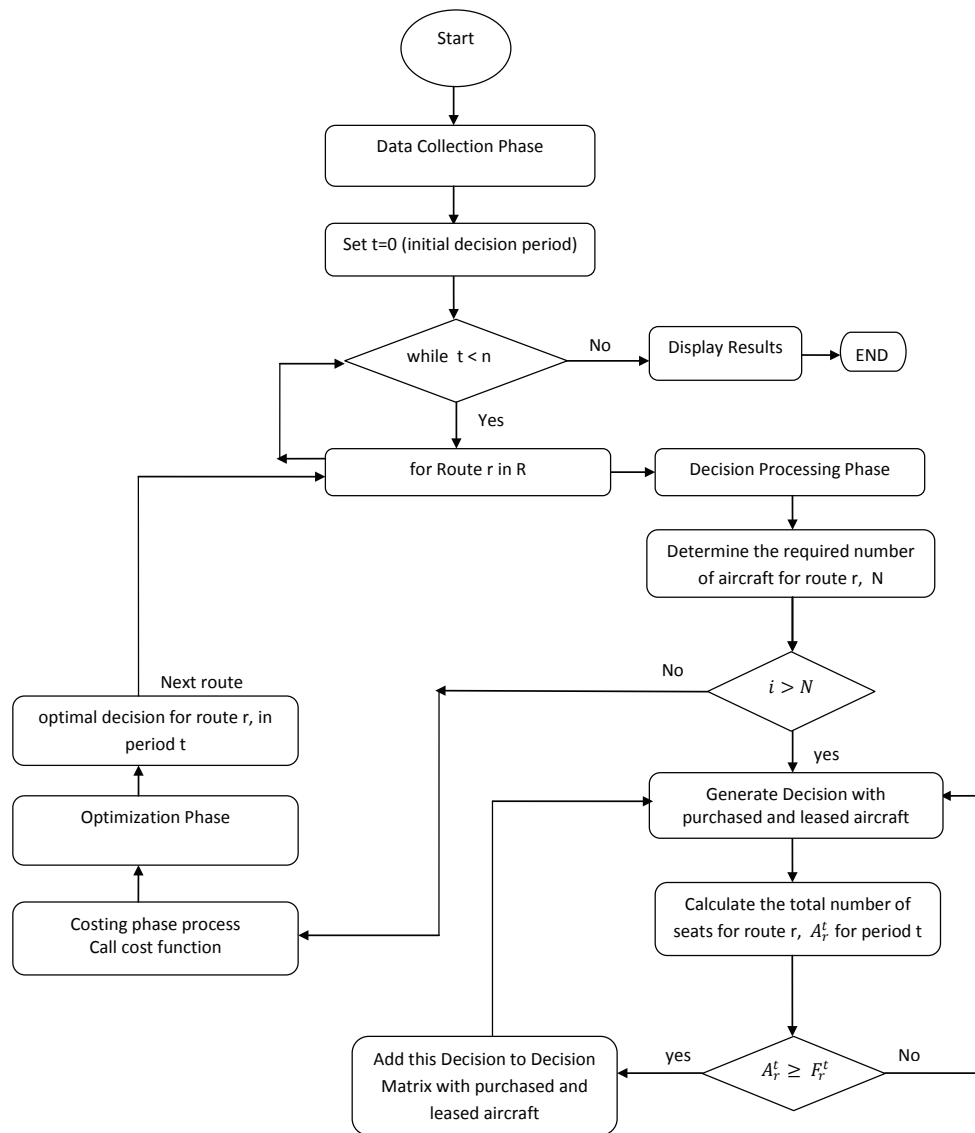 Start
Data Collection Phase
Set t=0 (initial decision period)
while t < n
No
Display Results
END
Yes
for Route r in R
Decision Processing Phase
Determine the required number
of aircraft for route r, N
No
i > N
Next route
optimal decision for route r, in
period t
yes
Optimization Phase
Generate Decision with
purchased and leased aircraft
Costing phase process
Call cost function
Calculate the total number of
seats for route r, A_r^t for period t
Add this Decision to Decision
Matrix with purchased and
leased aircraft
yes
A_r^t ≥ F_r^t
No